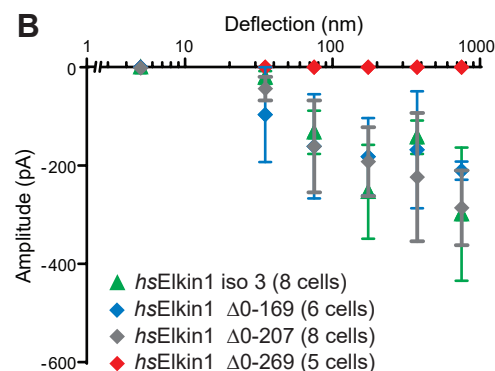 B
Deflection (nm)
1 10 100 1000
Amplitude (pA)
0
-200
-400
-600
hsElkin1 iso 3 (8 cells)
hsElkin1 Δ0-169 (6 cells)
hsElkin1 Δ0-207 (8 cells)
hsElkin1 Δ0-269 (5 cells)